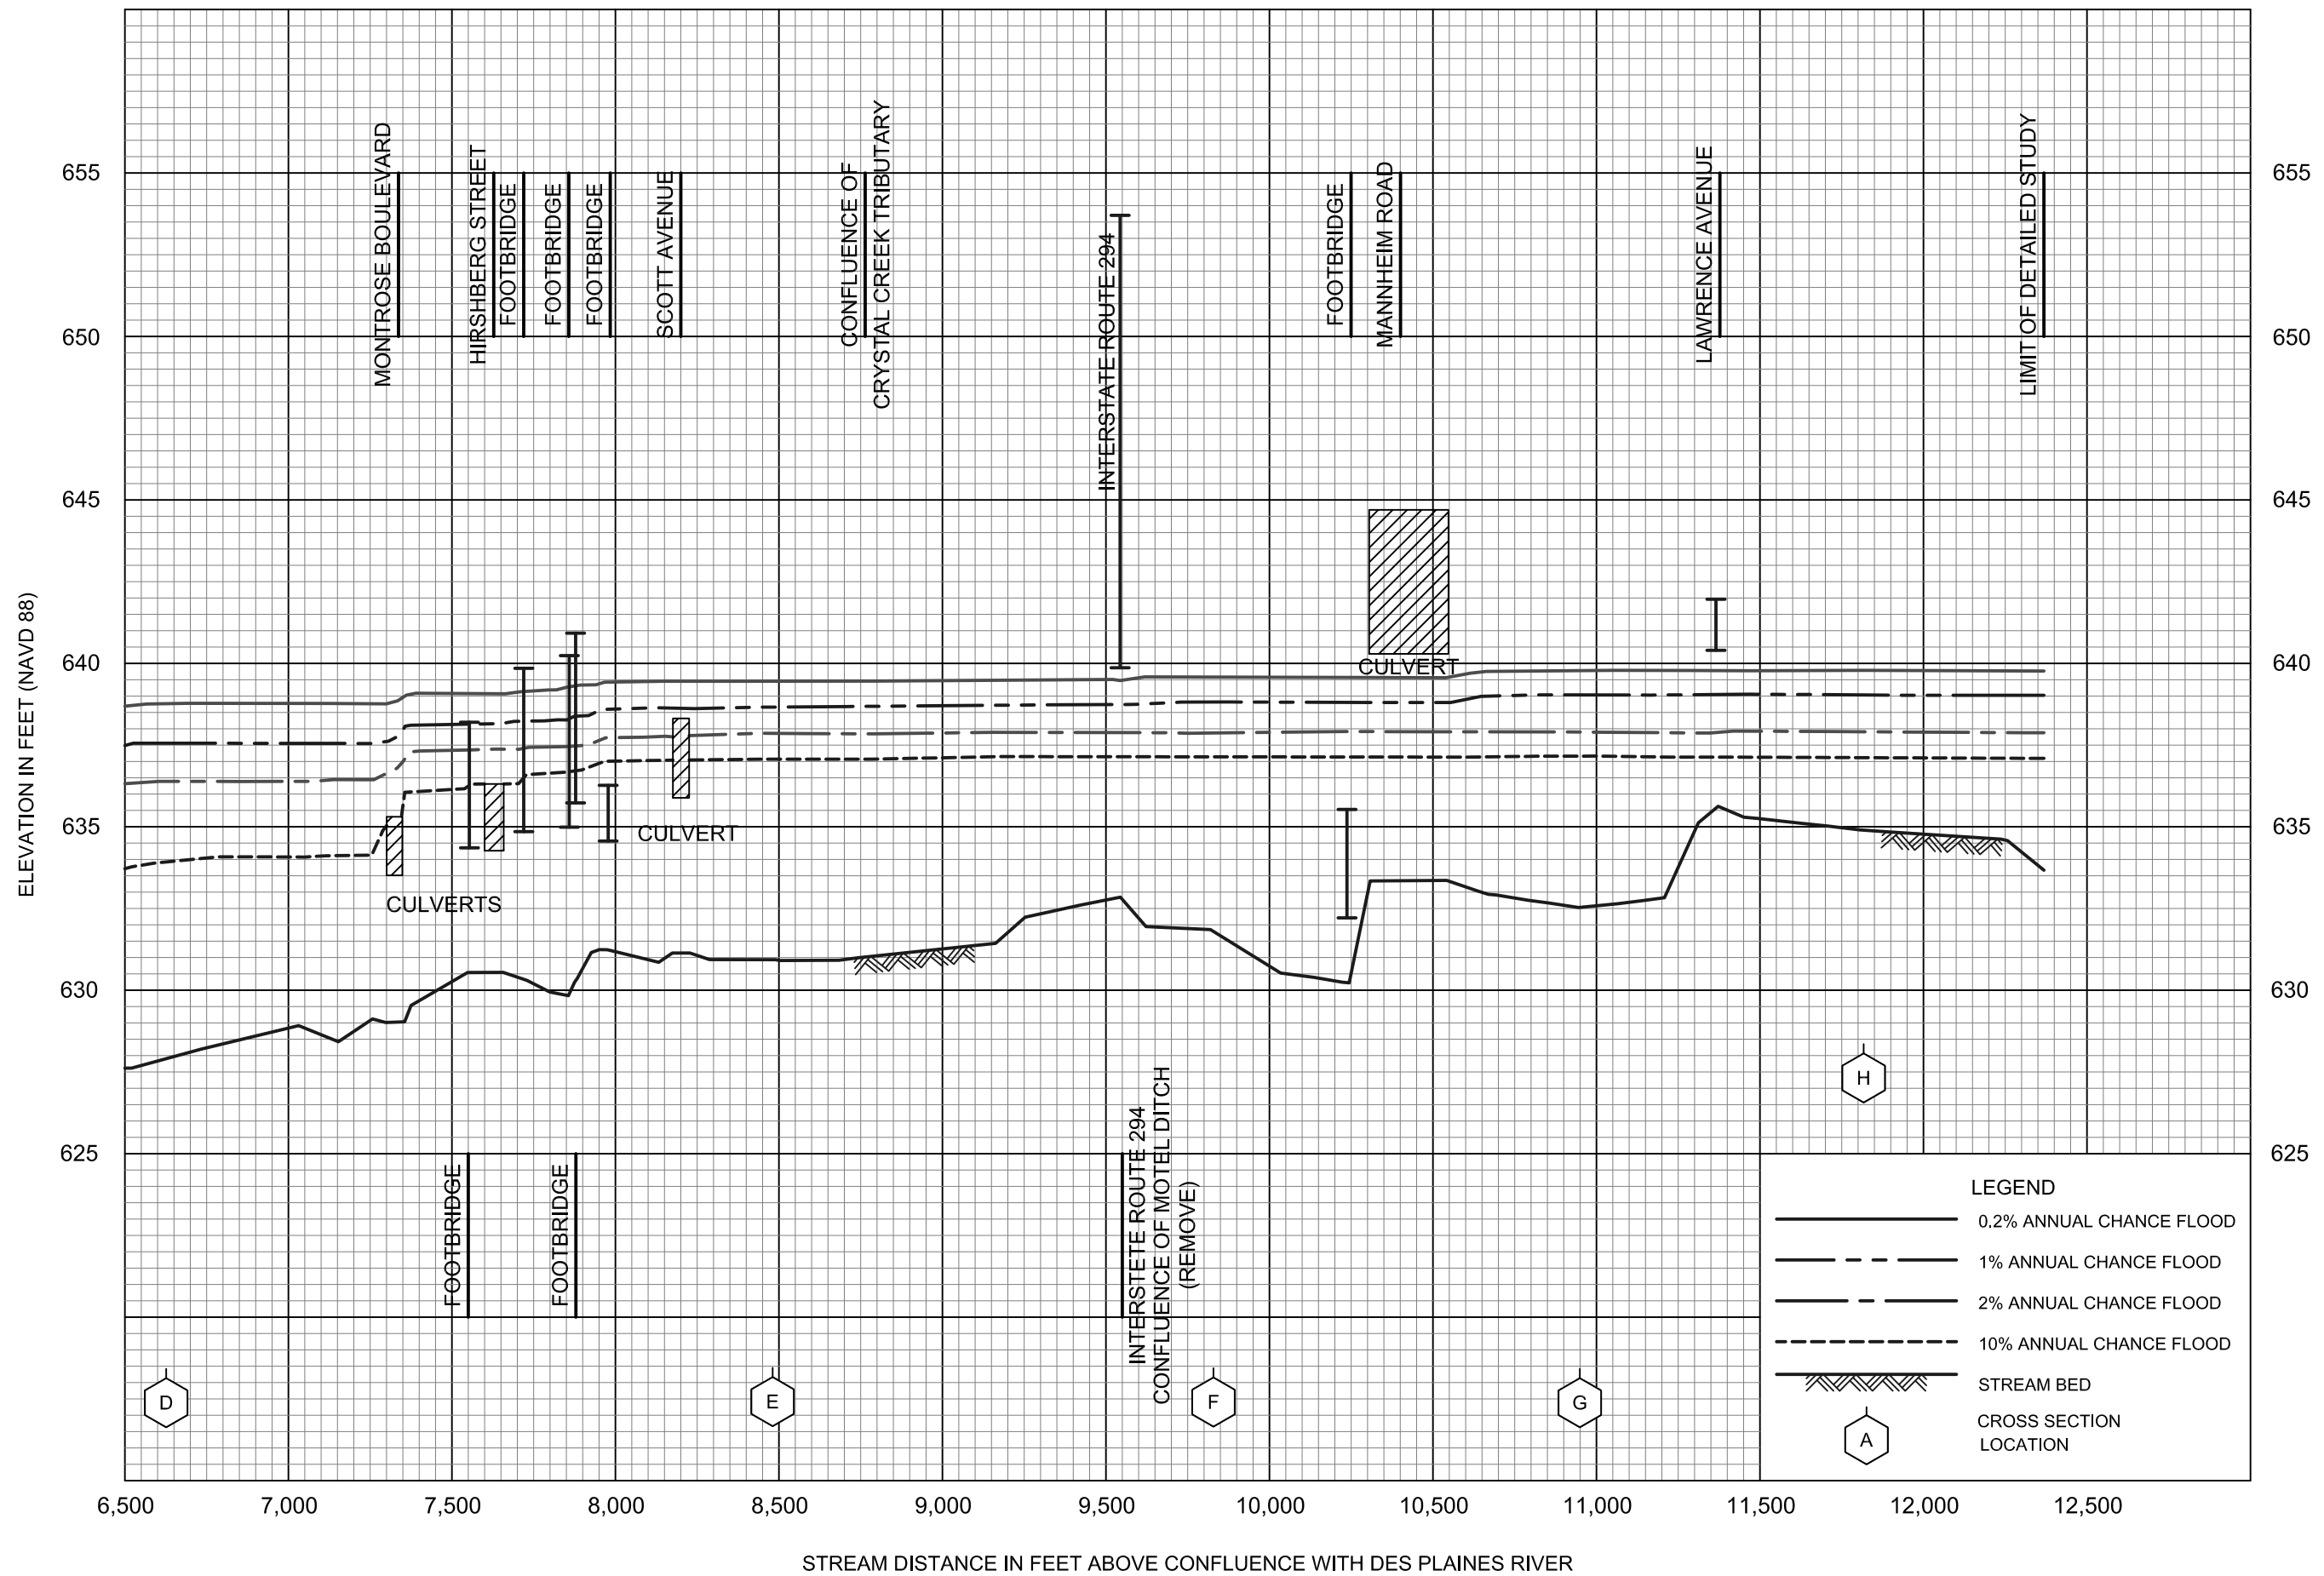 MONTROSE BOULEVARD
HIRSHBERG STREET
FOOTBRIDGE
FOOTBRIDGE
FOOTBRIDGE
SCOTT AVENUE
CONFLUENCE OF
CRYSTAL CREEK TRIBUTARY
INTERSTATE ROUTE 294
FOOTBRIDGE
MANNHEIM ROAD
LAWRENCE AVENUE
LIMIT OF DETAILED STUDY
655
650
645
640
635
630
625
655
650
645
640
635
630
625
ELEVATION IN FEET (NAVD 88)
CULVERT
CULVERT
CULVERTS
FOOTBRIDGE
FOOTBRIDGE
INTERSTETE ROUTE 294
CONFLUENCE OF MOTEL DITCH
(REMOVE)
D
E
F
G
H
LEGEND
0.2% ANNUAL CHANCE FLOOD
1% ANNUAL CHANCE FLOOD
2% ANNUAL CHANCE FLOOD
10% ANNUAL CHANCE FLOOD
STREAM BED
A
CROSS SECTION
LOCATION
6,500 7,000 7,500 8,000 8,500 9,000 9,500 10,000 10,500 11,000 11,500 12,000 12,500
STREAM DISTANCE IN FEET ABOVE CONFLUENCE WITH DES PLAINES RIVER